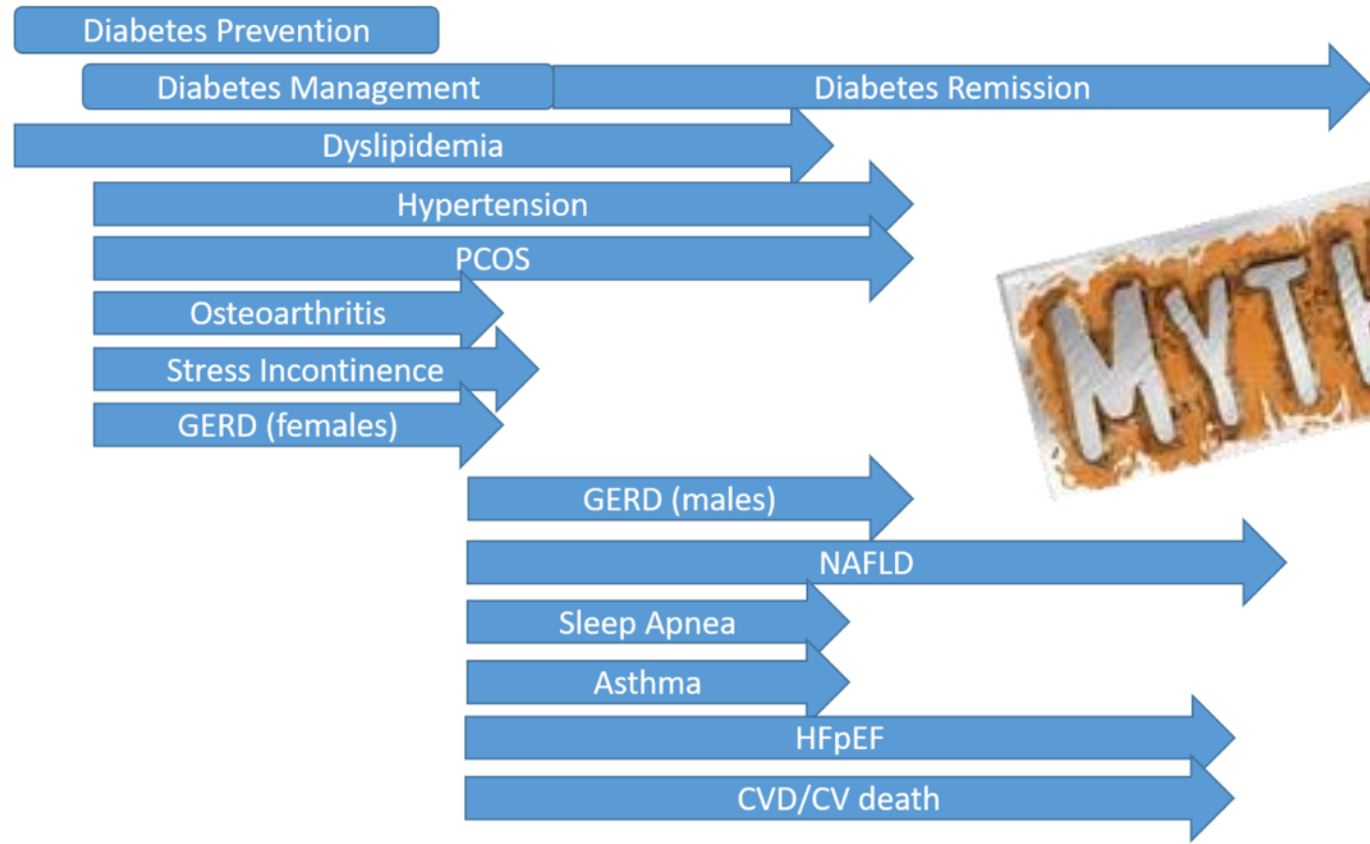 Diabetes Prevention
Diabetes Management
Diabetes Remission
Dyslipidemia
Hypertension
PCOS
Osteoarthritis
Stress Incontinence
GERD (females)
GERD (males)
NAFLD
Sleep Apnea
Asthma
HFpEF
CVD/CV death